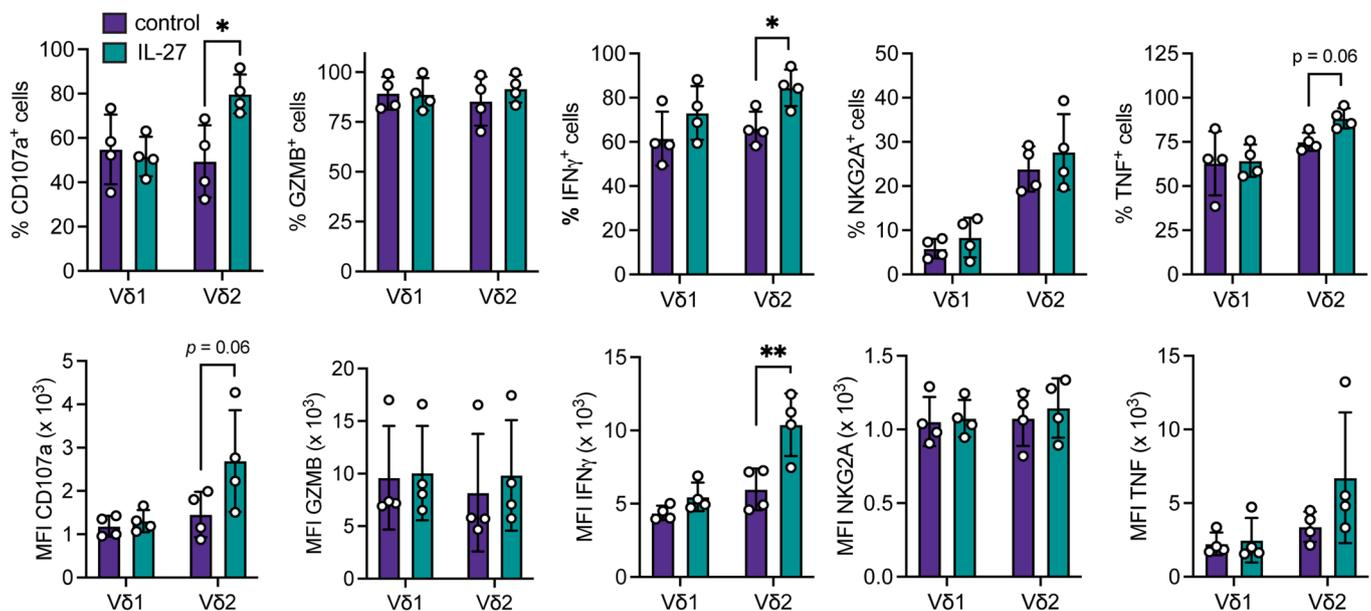 control
IL-27
*
% CD107a⁺ cells
100
80
60
40
20
0
Vδ1
Vδ2
% GZMB⁺ cells
100
75
50
25
0
Vδ1
Vδ2
*
% IFNγ⁺ cells
100
80
60
40
20
0
Vδ1
Vδ2
% NKG2A⁺ cells
50
40
30
20
10
0
Vδ1
Vδ2
p = 0.06
% TNF⁺ cells
125
100
75
50
25
0
Vδ1
Vδ2
p = 0.06
MFI CD107a (x 10³)
5
4
3
2
1
0
Vδ1
Vδ2
MFI GZMB (x 10³)
20
15
10
5
0
Vδ1
Vδ2
**
MFI IFNγ (x 10³)
15
10
5
0
Vδ1
Vδ2
MFI NKG2A (x 10³)
1.5
1.0
0.5
0.0
Vδ1
Vδ2
MFI TNF (x 10³)
15
10
5
0
Vδ1
Vδ2